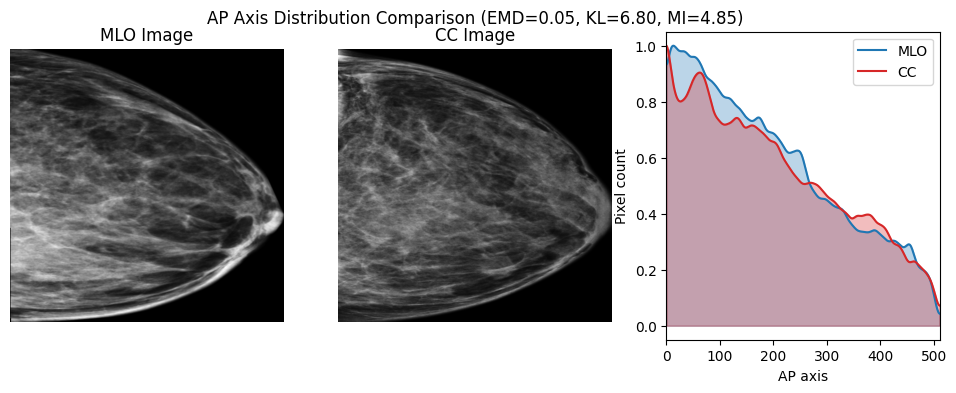 AP Axis Distribution Comparison (EMD=0.05, KL=6.80, MI=4.85)
MLO Image
CC Image
MLO
CC
Pixel count
1.0
0.8
0.6
0.4
0.2
0.0
0 100 200 300 400 500
AP axis